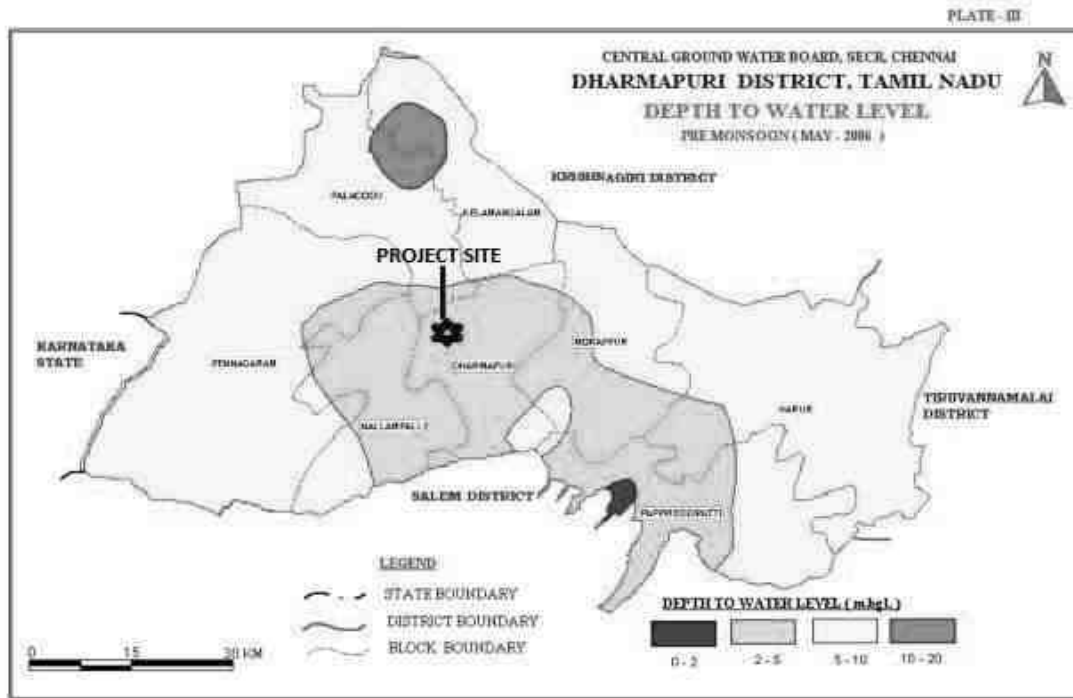 PLATE - III
CENTRAL GROUND WATER BOARD, SECR, CHENNAI
DHARMAPURI DISTRICT, TAMIL NADU
DEPTH TO WATER LEVEL
PRE MONSOON ( MAY - 2006 )
N
KRISHNAGIRI DISTRICT
PALACODU
KELAMANGALAM
PROJECT SITE
KARNATAKA
STATE
PENNAGARAM
DHARMAPURI
MORAPPUR
TIRUVANNAMALAI
DISTRICT
HARUR
NALLAMPALLI
SALEM DISTRICT
PAPPIREDDIPATTI
LEGEND
STATE BOUNDARY
DISTRICT BOUNDARY
BLOCK BOUNDARY
0 15 30 KM
DEPTH TO WATER LEVEL ( m.bgl. )
0 - 2 2 - 5 5 - 10 10 - 20